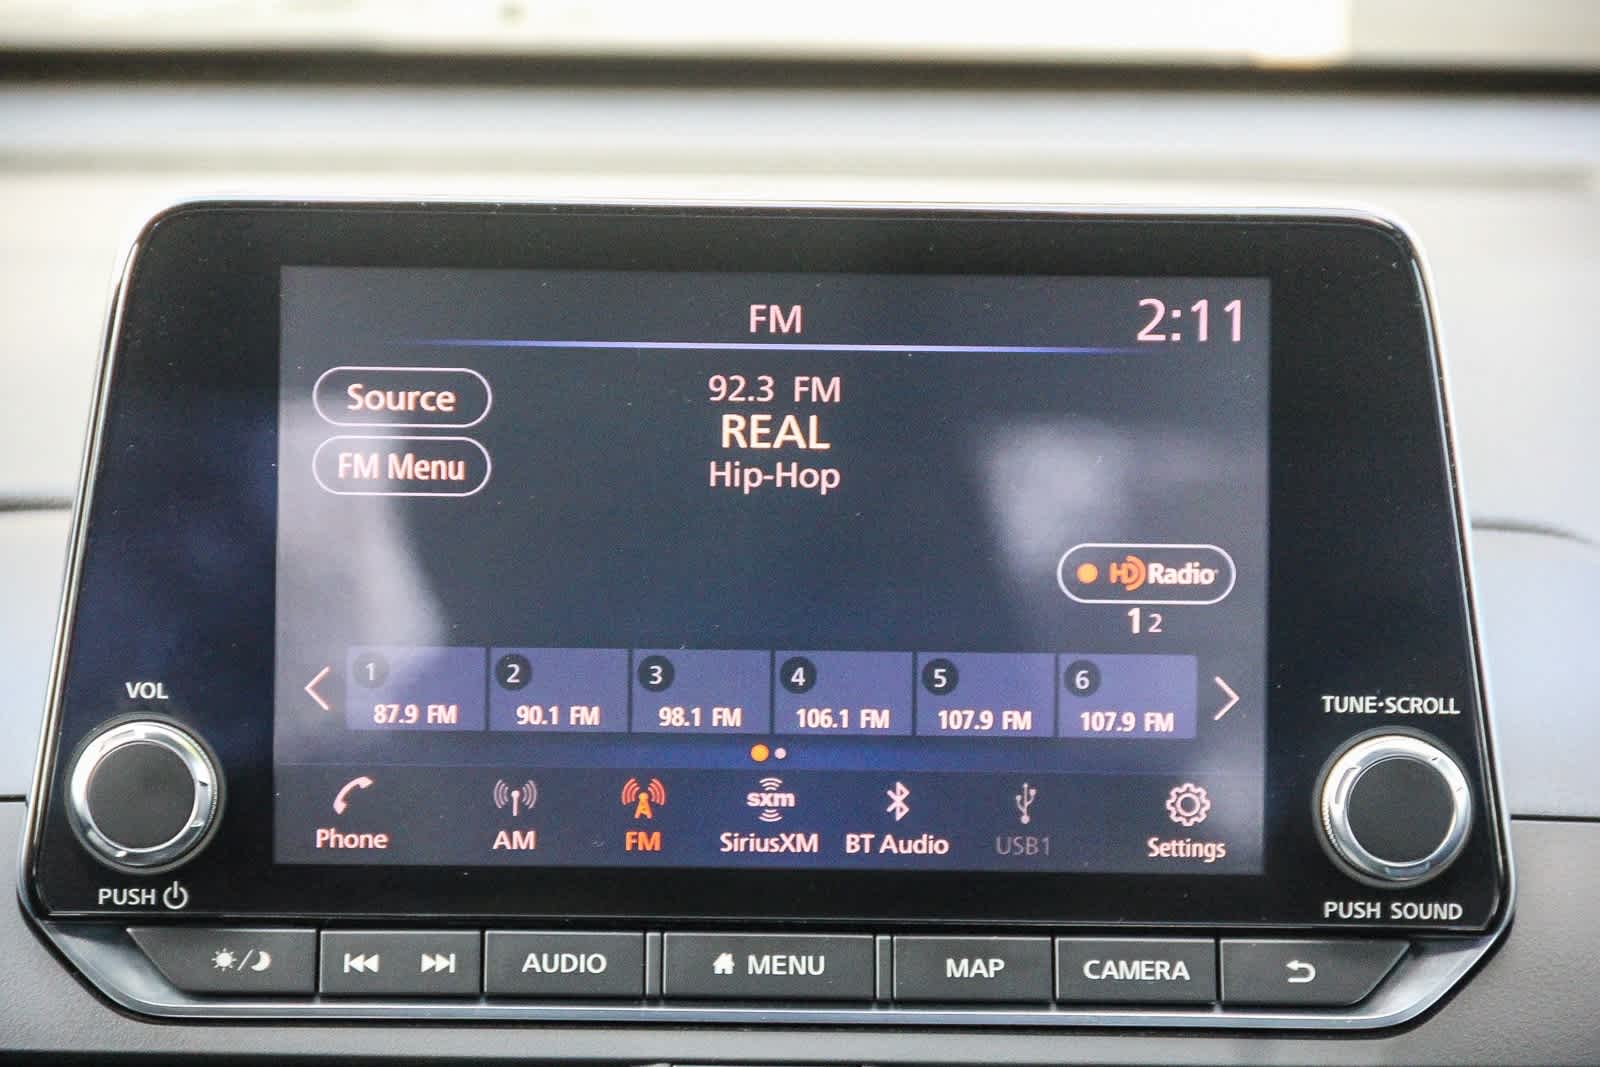 FM
2:11
Source
92.3 FM
REAL
FM Menu
Hip-Hop
HD Radio
1 2
1 2 3 4 5 6
87.9 FM 90.1 FM 98.1 FM 106.1 FM 107.9 FM 107.9 FM
sxm
Phone AM FM SiriusXM BT Audio USB1 Settings
VOL
PUSH
TUNE·SCROLL
PUSH SOUND
AUDIO MENU MAP CAMERA